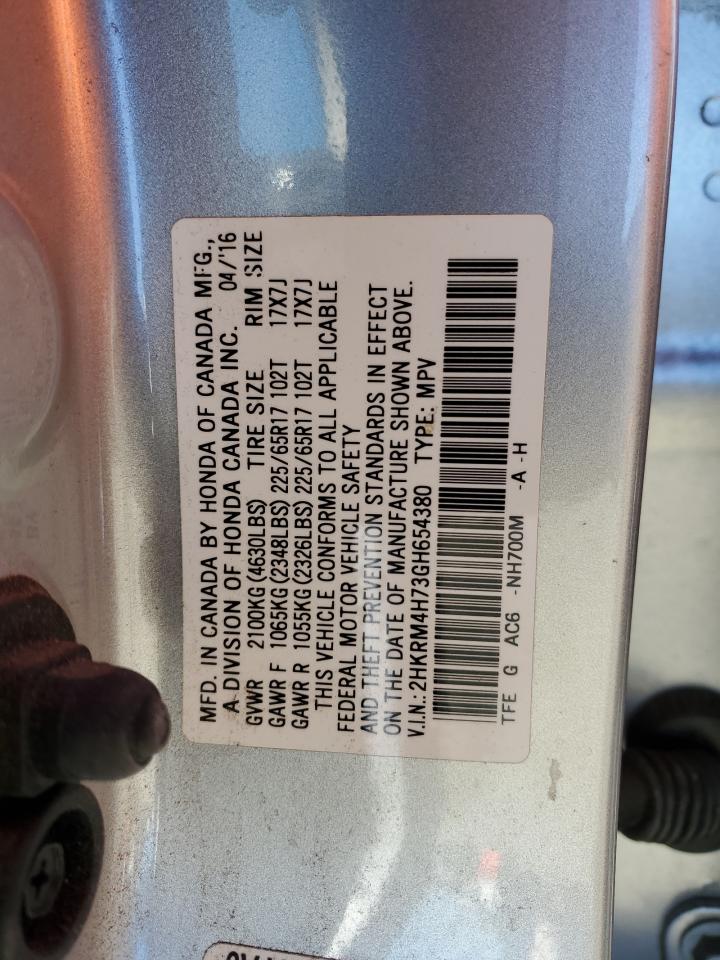 MFD. IN CANADA BY HONDA OF CANADA MFG.,
A DIVISION OF HONDA CANADA INC. 04/'16
GVWR 2100KG(4630LBS) TIRE SIZE RIM SIZE
GAWR F 1065KG(2348LBS) 225/65R17 102T 17X7J
GAWR R 1055KG(2326LBS) 225/65R17 102T 17X7J
THIS VEHICLE CONFORMS TO ALL APPLICABLE
FEDERAL MOTOR VEHICLE SAFETY
AND THEFT PREVENTION STANDARDS IN EFFECT
ON THE DATE OF MANUFACTURE SHOWN ABOVE.
V.I.N.:2HKRM4H73GH654380 TYPE: MPV
TFE G AC6 -NH700M -A -H